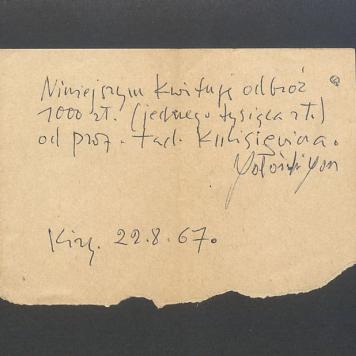 Niniejszym kwituję odbiór
1000 zł. (jednego tysiąca zł.)
od prof. Tad. Kulisiewicza.
Kiry. 22.8.67.